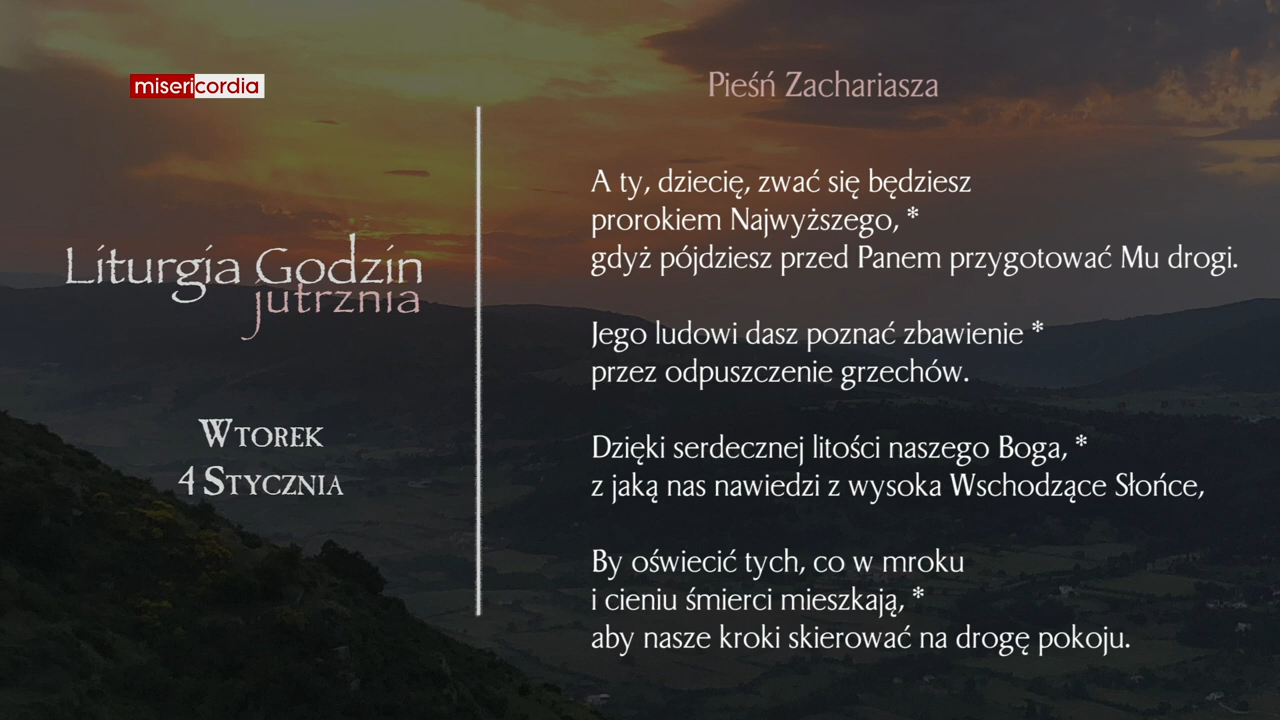 misericordia
Liturgia Godzin
jutrznia
Wtorek
4 Stycznia
Pieśń Zachariasza
A ty, dziecię, zwać się będziesz
prorokiem Najwyższego, *
gdyż pójdziesz przed Panem przygotować Mu drogi.
Jego ludowi dasz poznać zbawienie *
przez odpuszczenie grzechów.
Dzięki serdecznej litości naszego Boga, *
z jaką nas nawiedzi z wysoka Wschodzące Słońce,
By oświecić tych, co w mroku
i cieniu śmierci mieszkają, *
aby nasze kroki skierować na drogę pokoju.